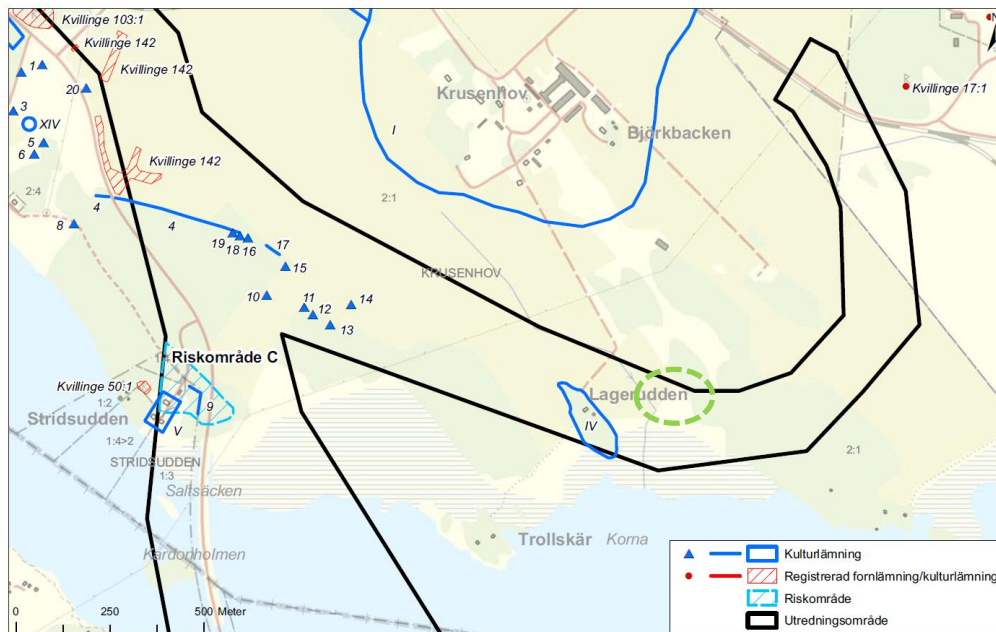 Kvillinge 103:1
Kvillinge 142
Kvillinge 142
N
Kvillinge 17:1
1
20
3
XIV
5
6
Kvillinge 142
Krusenhov
Björkbacken
I
2:4
2:1
4
4
8
19
18
16
17
15
KRUSENHOV
10
11
12
14
13
Riskområde C
Kvillinge 50:1
1:2
9
Stridsudden
V
1:4>2
STRIDSUDDEN
1:3
Saltsäcken
Lagerudden
IV
2:1
Kardonholmen
Trollskär
Korna
0 250 500 Meter
Kulturlämning
Registrerad fornlämning/kulturlämning
Riskområde
Utredningsområde